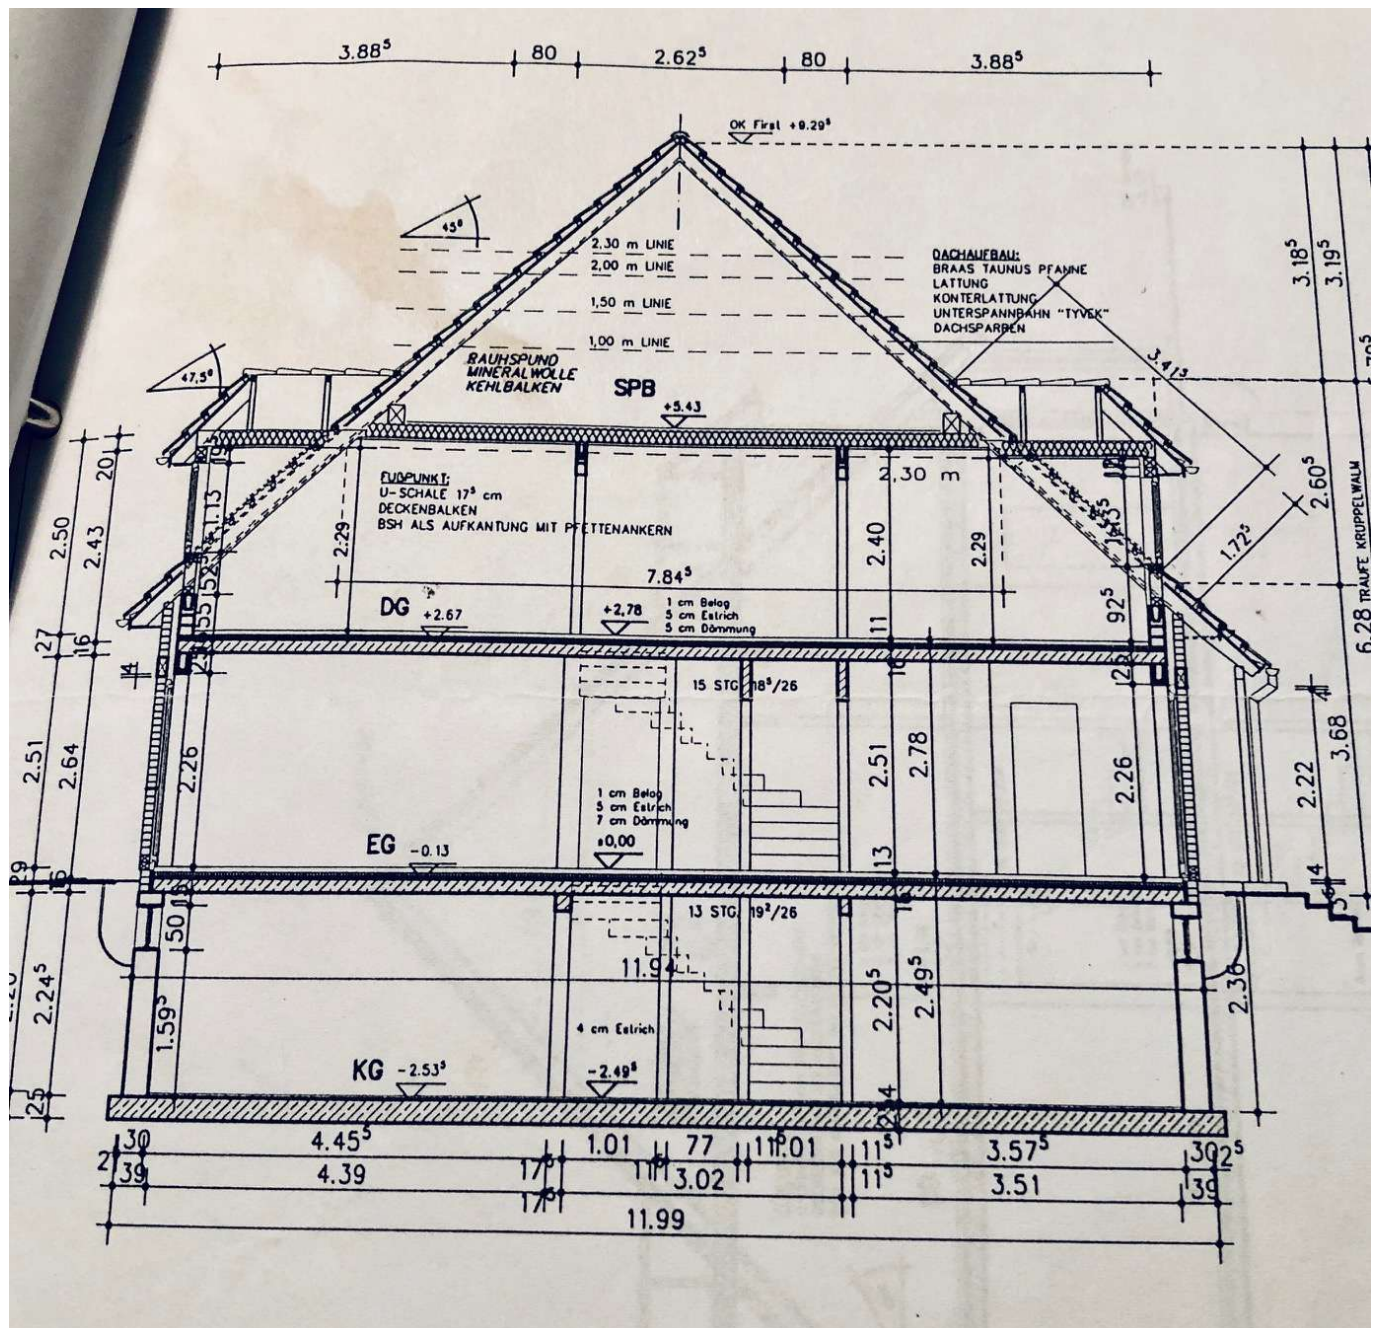 3.88⁵ 80 2.62⁵ 80 3.88⁵
OK First +9.29⁵
45°
2,30 m LINIE
2,00 m LINIE
1,50 m LINIE
1,00 m LINIE
DACHAUFBAU:
BRAAS TAUNUS PFANNE
LATTUNG
KONTERLATTUNG
UNTERSPANNBAHN "TYVEK"
DACHSPARREN
3.18⁵
3.19⁵
47,5°
RAUHSPUND
MINERALWOLLE
KEHLBALKEN
SPB
+5.43
3.41⁵
2.60⁵
1.72⁵
TRAUFE KRÜPPELWALM
6.28
20
2.50
2.43
1.13
FUßPUNKT:
U-SCHALE 17⁵ cm
DECKENBALKEN
BSH ALS AUFKANTUNG MIT PFETTENANKERN
2,30 m
2.29
2.40
2.29
7.84⁵
DG
+2.67
+2,78
1 cm Belag
5 cm Estrich
5 cm Dämmung
11
92⁵
27
16
55
15 STG. 18⁵/26
2.51
2.64
2.26
2.51
2.78
2.26
2.22
3.68
1 cm Belag
5 cm Estrich
7 cm Dämmung
EG
-0.13
±0,00
13
13 STG. 19²/26
50
11.94
2.24⁵
1.59⁵
2.20⁵
2.49⁵
2.36
4 cm Estrich
KG
-2.53⁵
-2.49⁵
25
30 4.45⁵ 1.01 77 11⁵ 1.01 11⁵ 3.57⁵ 30 2⁵
39 4.39 17⁵ 11⁵ 3.02 11⁵ 3.51 39
17⁵
11.99